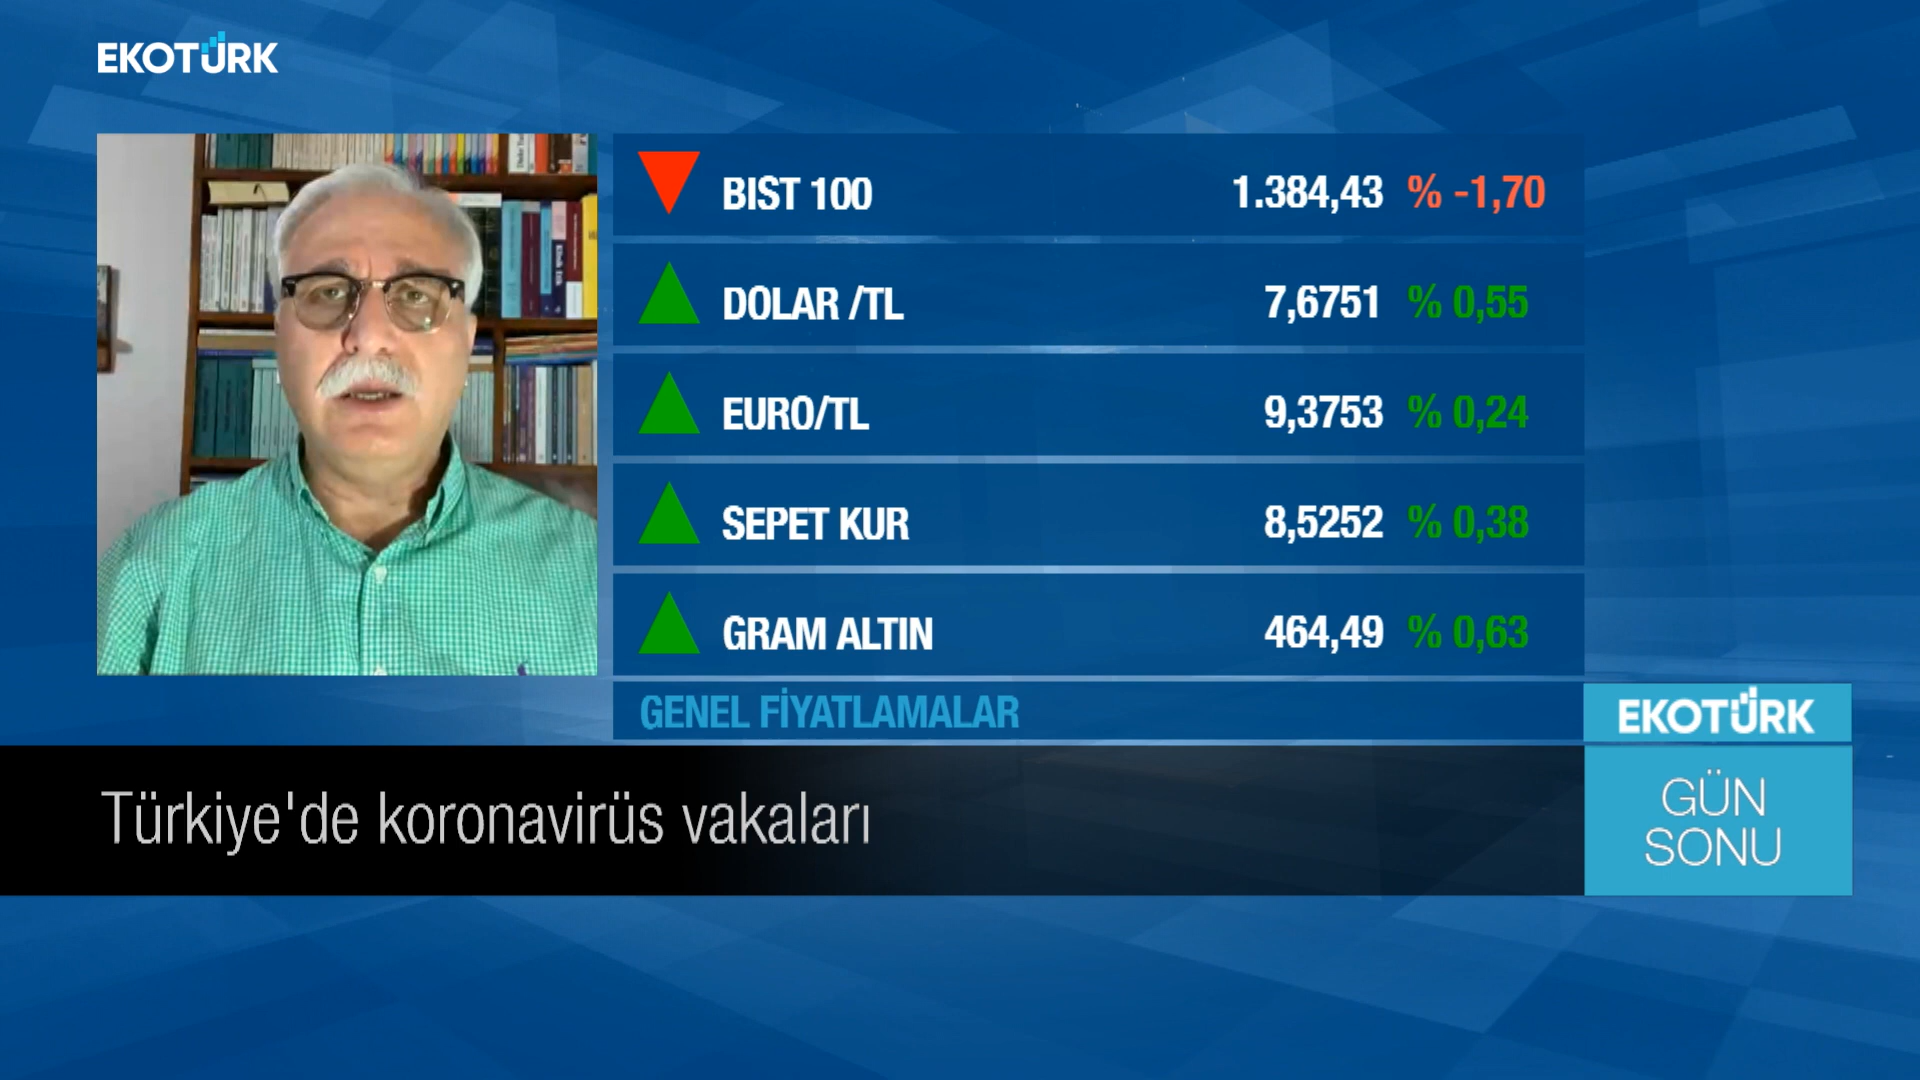 EKOTÜRK
BIST 100 1.384,43 % -1,70
DOLAR /TL 7,6751 % 0,55
EURO/TL 9,3753 % 0,24
SEPET KUR 8,5252 % 0,38
GRAM ALTIN 464,49 % 0,63
GENEL FİYATLAMALAR
EKOTÜRK
Türkiye'de koronavirüs vakaları
GÜN
SONU